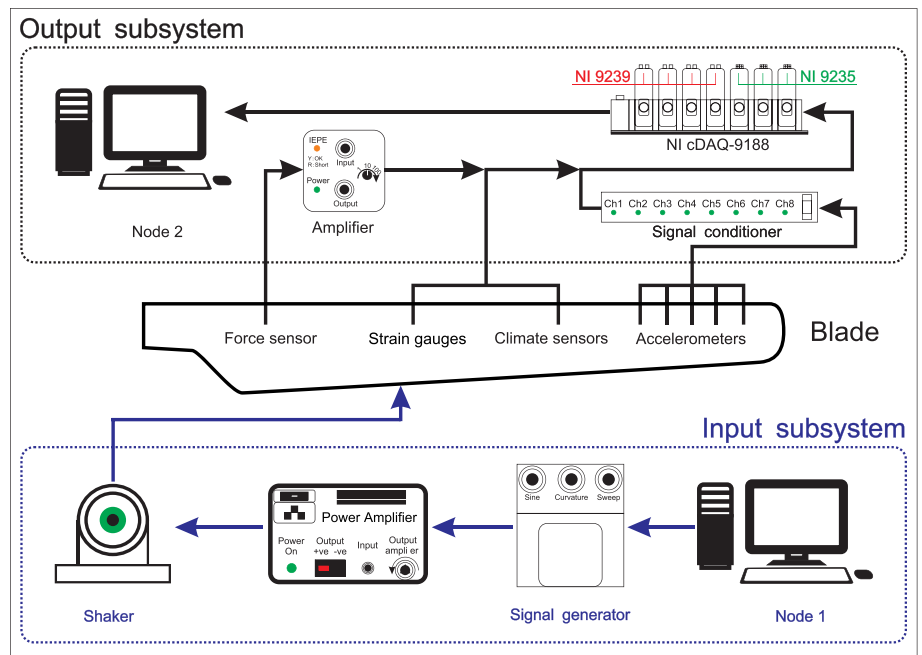 Output subsystem
NI 9239
NI 9235
NI cDAQ-9188
IEPE
Y :OK
R:Short
Input
1 10 100
Power
Output
Amplifier
Node 2
Ch1 Ch2 Ch3 Ch4 Ch5 Ch6 Ch7 Ch8
Signal conditioner
Force sensor
Strain gauges
Climate sensors
Accelerometers
Blade
Input subsystem
Sine Curvature Sweep
Power Amplifier
Power
On
Output
+ve -ve
Input
Output
ampli er
Shaker
Signal generator
Node 1